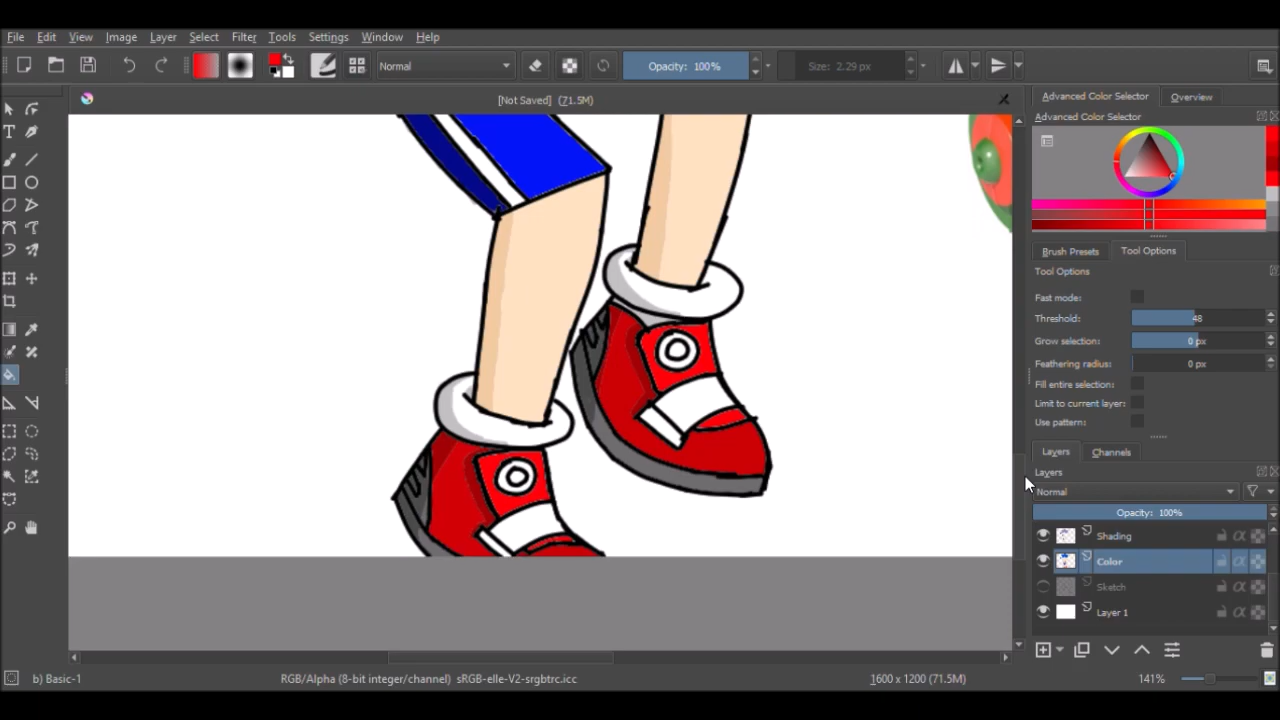 File Edit View Image Layer Select Filter Tools Settings Window Help
Normal Opacity: 100% Size: 2.29 px
[Not Saved] (71.5M)
Advanced Color Selector Overview
Advanced Color Selector
Brush Presets Tool Options
Tool Options
Fast mode:
Threshold: 48
Grow selection: 0 px
Feathering radius: 0 px
Fill entire selection:
Limit to current layer:
Use pattern:
Layers Channels
Layers
Normal
Opacity: 100%
Shading
Color
Sketch
Layer 1
b) Basic-1 RGB/Alpha (8-bit integer/channel) sRGB-elle-V2-srgbtrc.icc 1600 x 1200 (71.5M) 141%